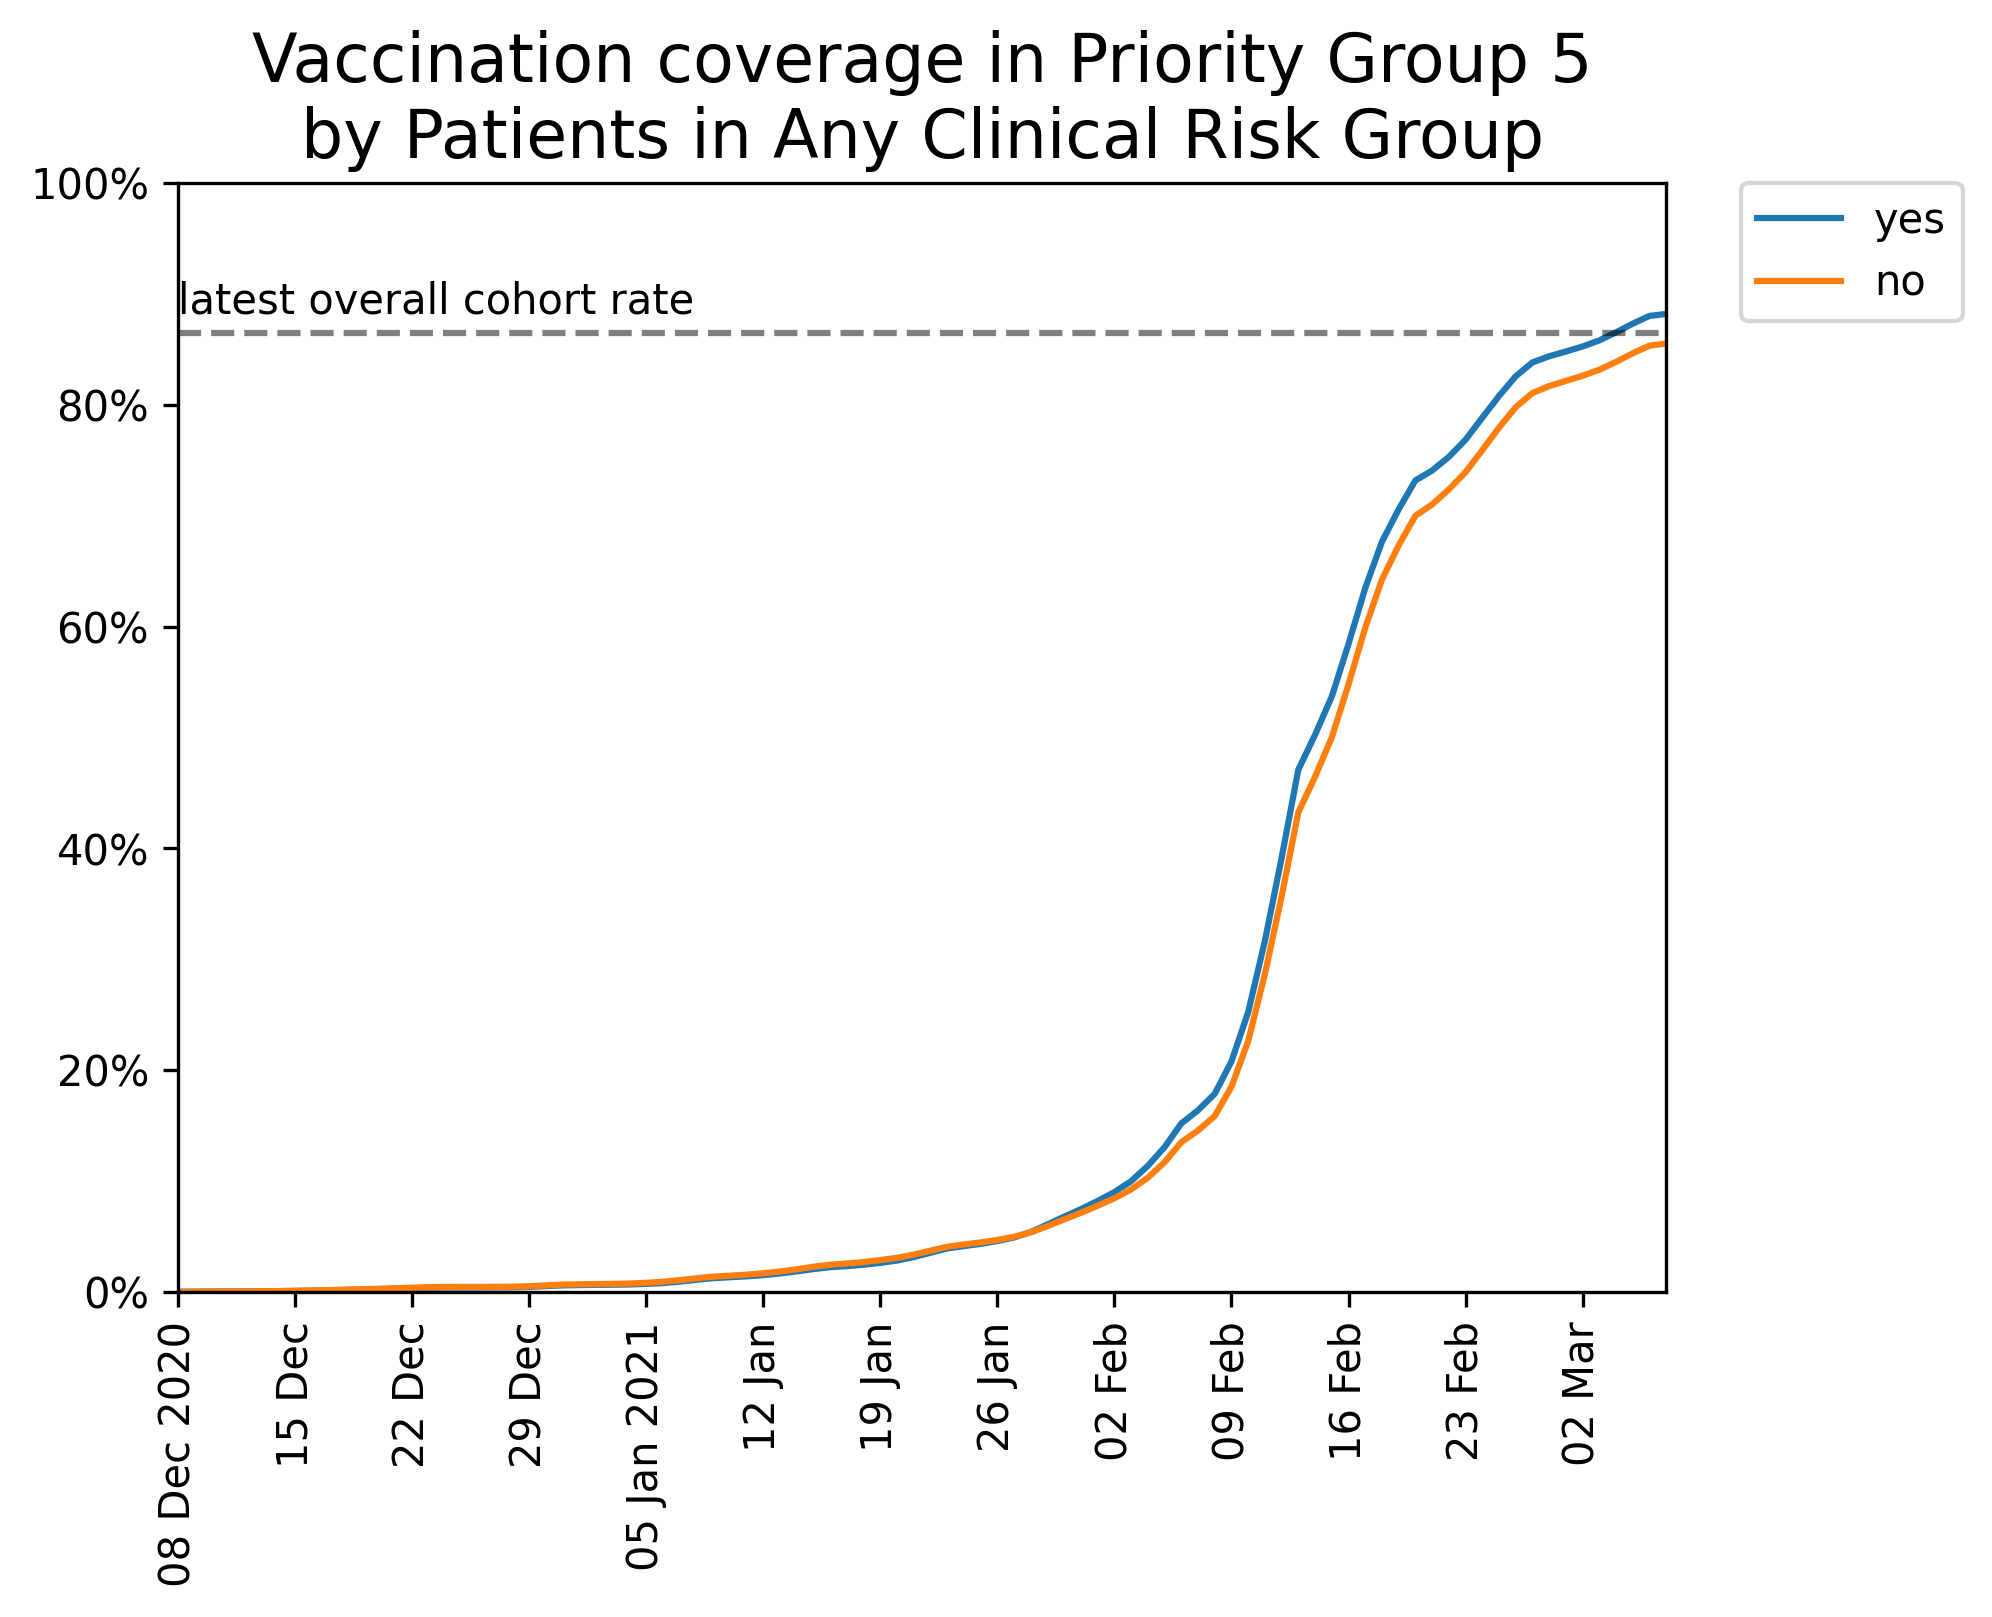 Vaccination coverage in Priority Group 5
by Patients in Any Clinical Risk Group
100%
80%
60%
40%
20%
0%
latest overall cohort rate
yes
no
08 Dec 2020
15 Dec
22 Dec
29 Dec
05 Jan 2021
12 Jan
19 Jan
26 Jan
02 Feb
09 Feb
16 Feb
23 Feb
02 Mar